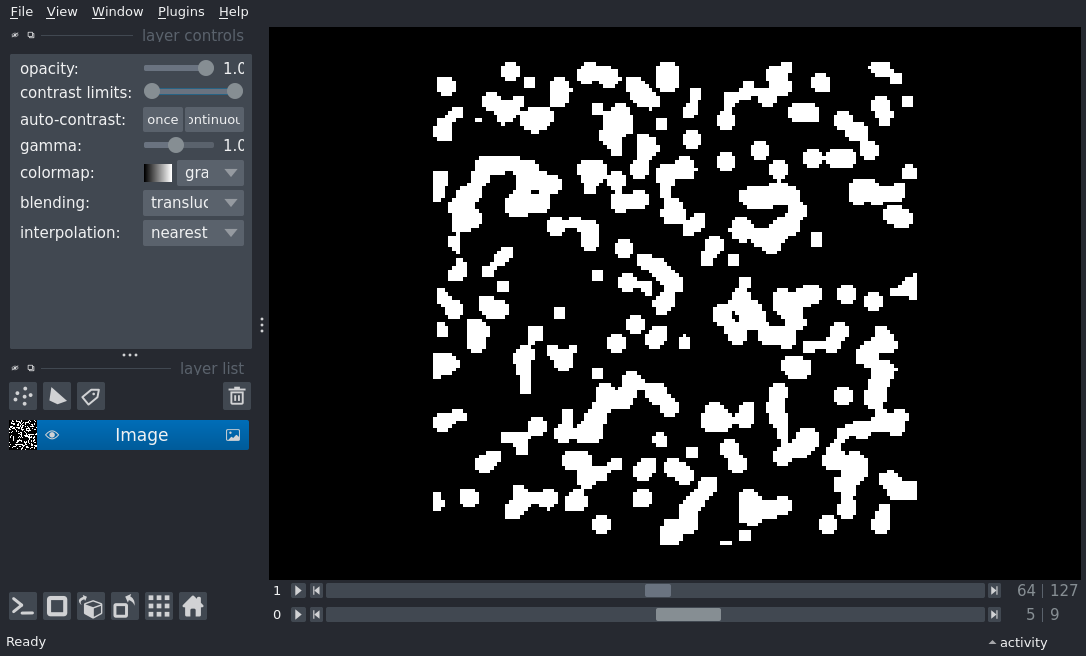 File View Window Plugins Help
layer controls
opacity: 1.0
contrast limits:
auto-contrast: once ontinuou
gamma: 1.0
colormap: gra
blending: transluc
interpolation: nearest
layer list
Image
1 64 | 127
0 5 | 9
Ready activity